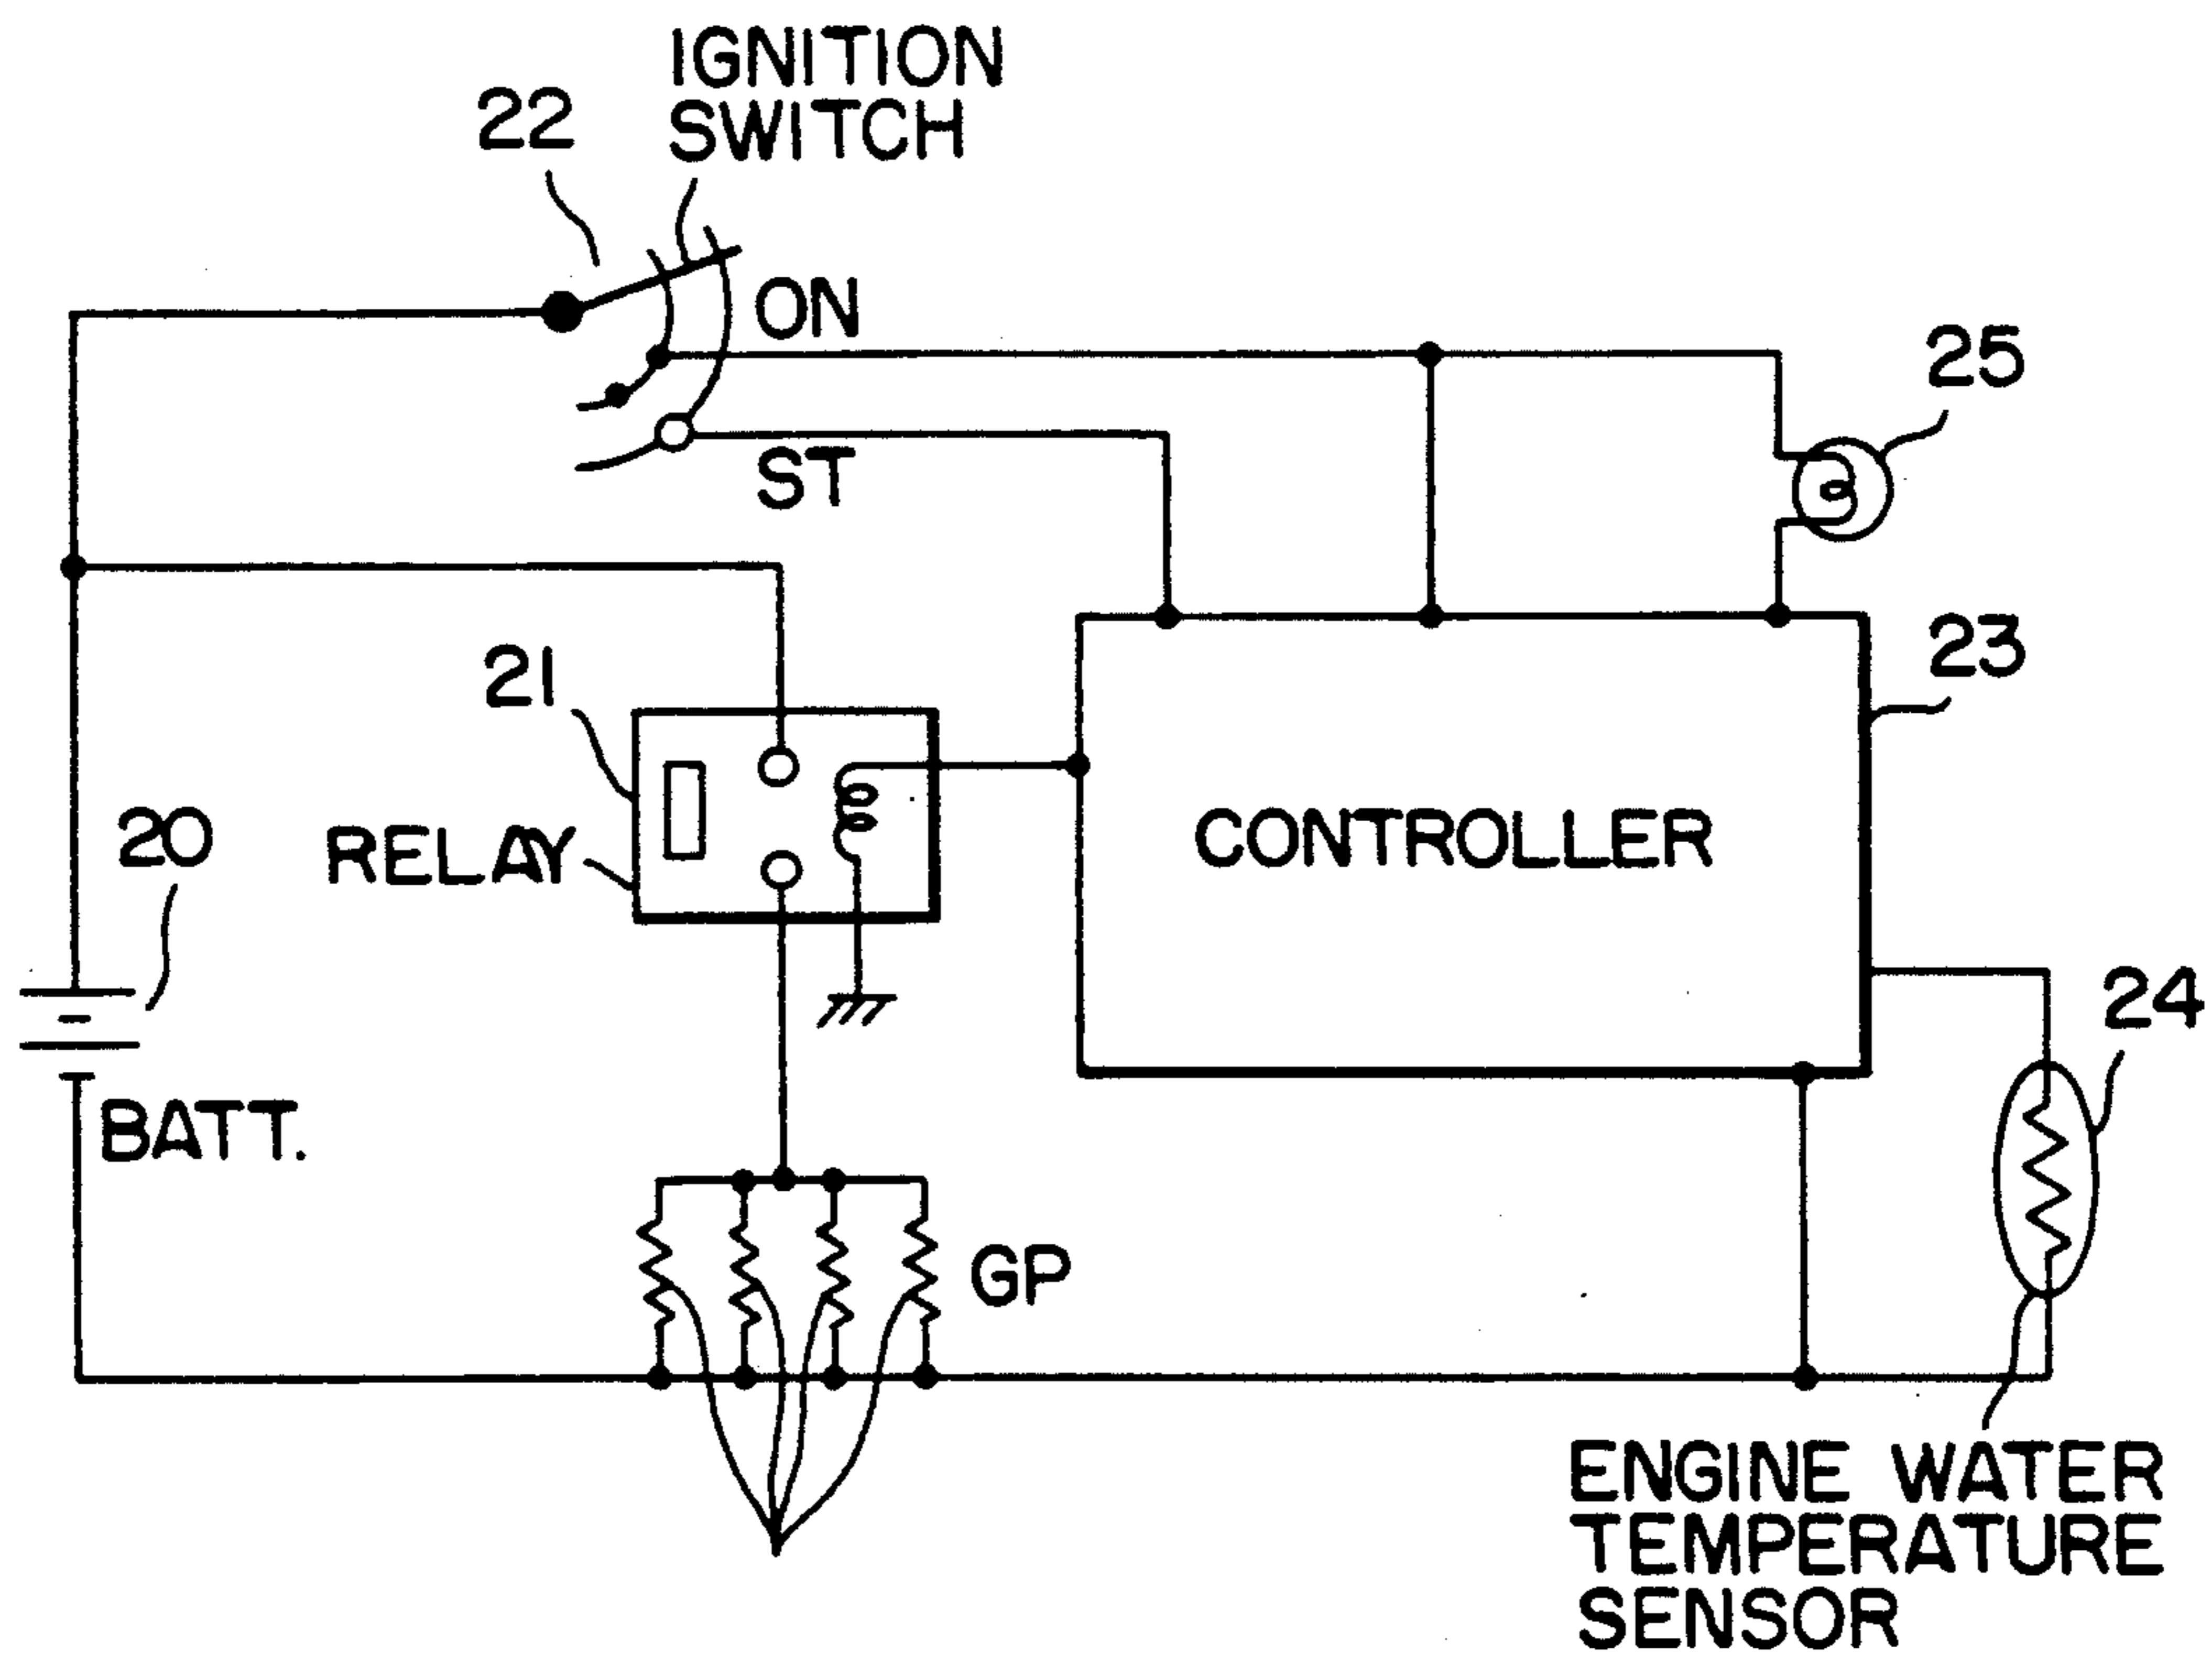 IGNITION
SWITCH
22
ON
ST
25
21
23
20
RELAY
CONTROLLER
24
BATT.
GP
ENGINE WATER
TEMPERATURE
SENSOR